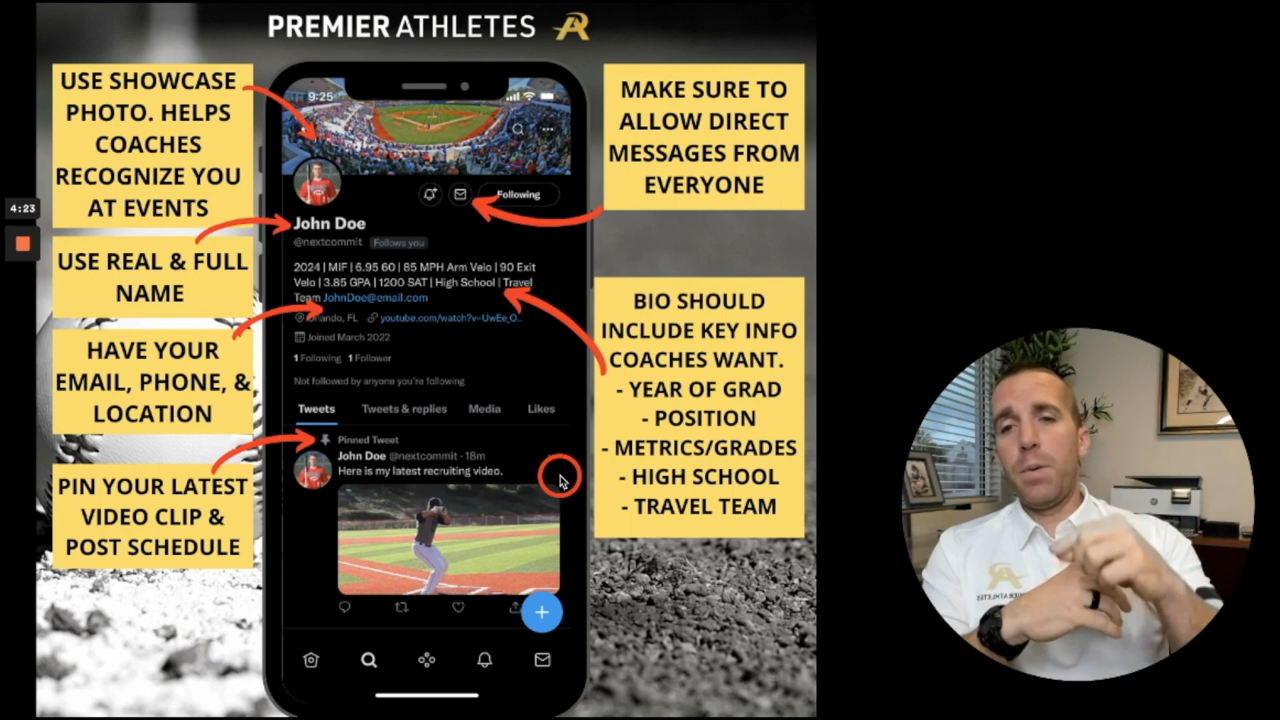 PREMIER ATHLETES
USE SHOWCASE
PHOTO. HELPS
COACHES
RECOGNIZE YOU
AT EVENTS
USE REAL & FULL
NAME
HAVE YOUR
EMAIL, PHONE, &
LOCATION
PIN YOUR LATEST
VIDEO CLIP &
POST SCHEDULE
4:23
9:25
Following
John Doe
@nextcommit Follows you
2024 | MIF | 6.95 60 | 85 MPH Arm Velo | 90 Exit
Velo | 3.85 GPA | 1200 SAT | High School | Travel
Team JohnDoe@email.com
Orlando, FL youtube.com/watch?v=UwEe_O...
Joined March 2022
1 Following 1 Follower
Not followed by anyone you're following
Tweets Tweets & replies Media Likes
Pinned Tweet
John Doe @nextcommit · 18m
Here is my latest recruiting video.
MAKE SURE TO
ALLOW DIRECT
MESSAGES FROM
EVERYONE
BIO SHOULD
INCLUDE KEY INFO
COACHES WANT.
- YEAR OF GRAD
- POSITION
- METRICS/GRADES
- HIGH SCHOOL
- TRAVEL TEAM